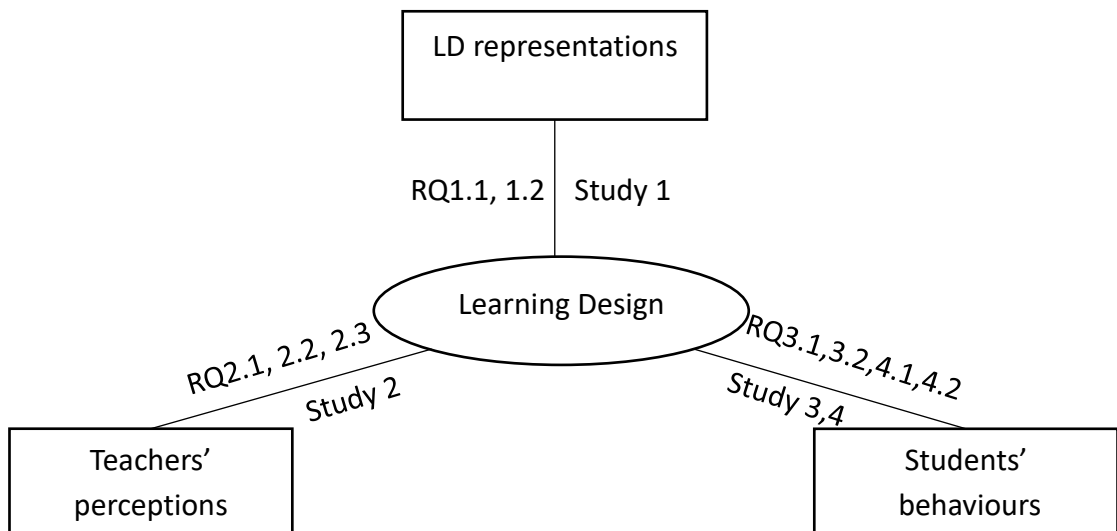 LD representations
RQ1.1, 1.2
Study 1
Learning Design
RQ2.1, 2.2, 2.3
Study 2
RQ3.1,3.2,4.1,4.2
Study 3,4
Teachers’
perceptions
Students’
behaviours